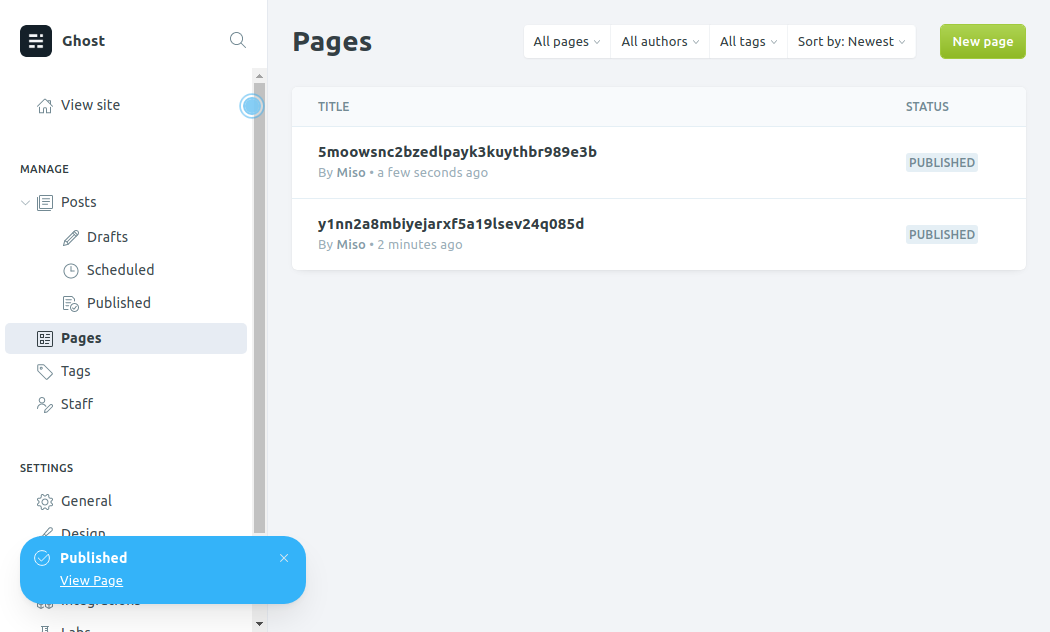 Ghost
View site
MANAGE
Posts
Drafts
Scheduled
Published
Pages
Tags
Staff
SETTINGS
General
Design
Integrations
Labs
Published
View Page
Pages
All pages
All authors
All tags
Sort by: Newest
New page
TITLE STATUS
5moowsnc2bzedlpayk3kuythbr989e3b
By Miso • a few seconds ago
PUBLISHED
y1nn2a8mbiyejarxf5a19lsev24q085d
By Miso • 2 minutes ago
PUBLISHED